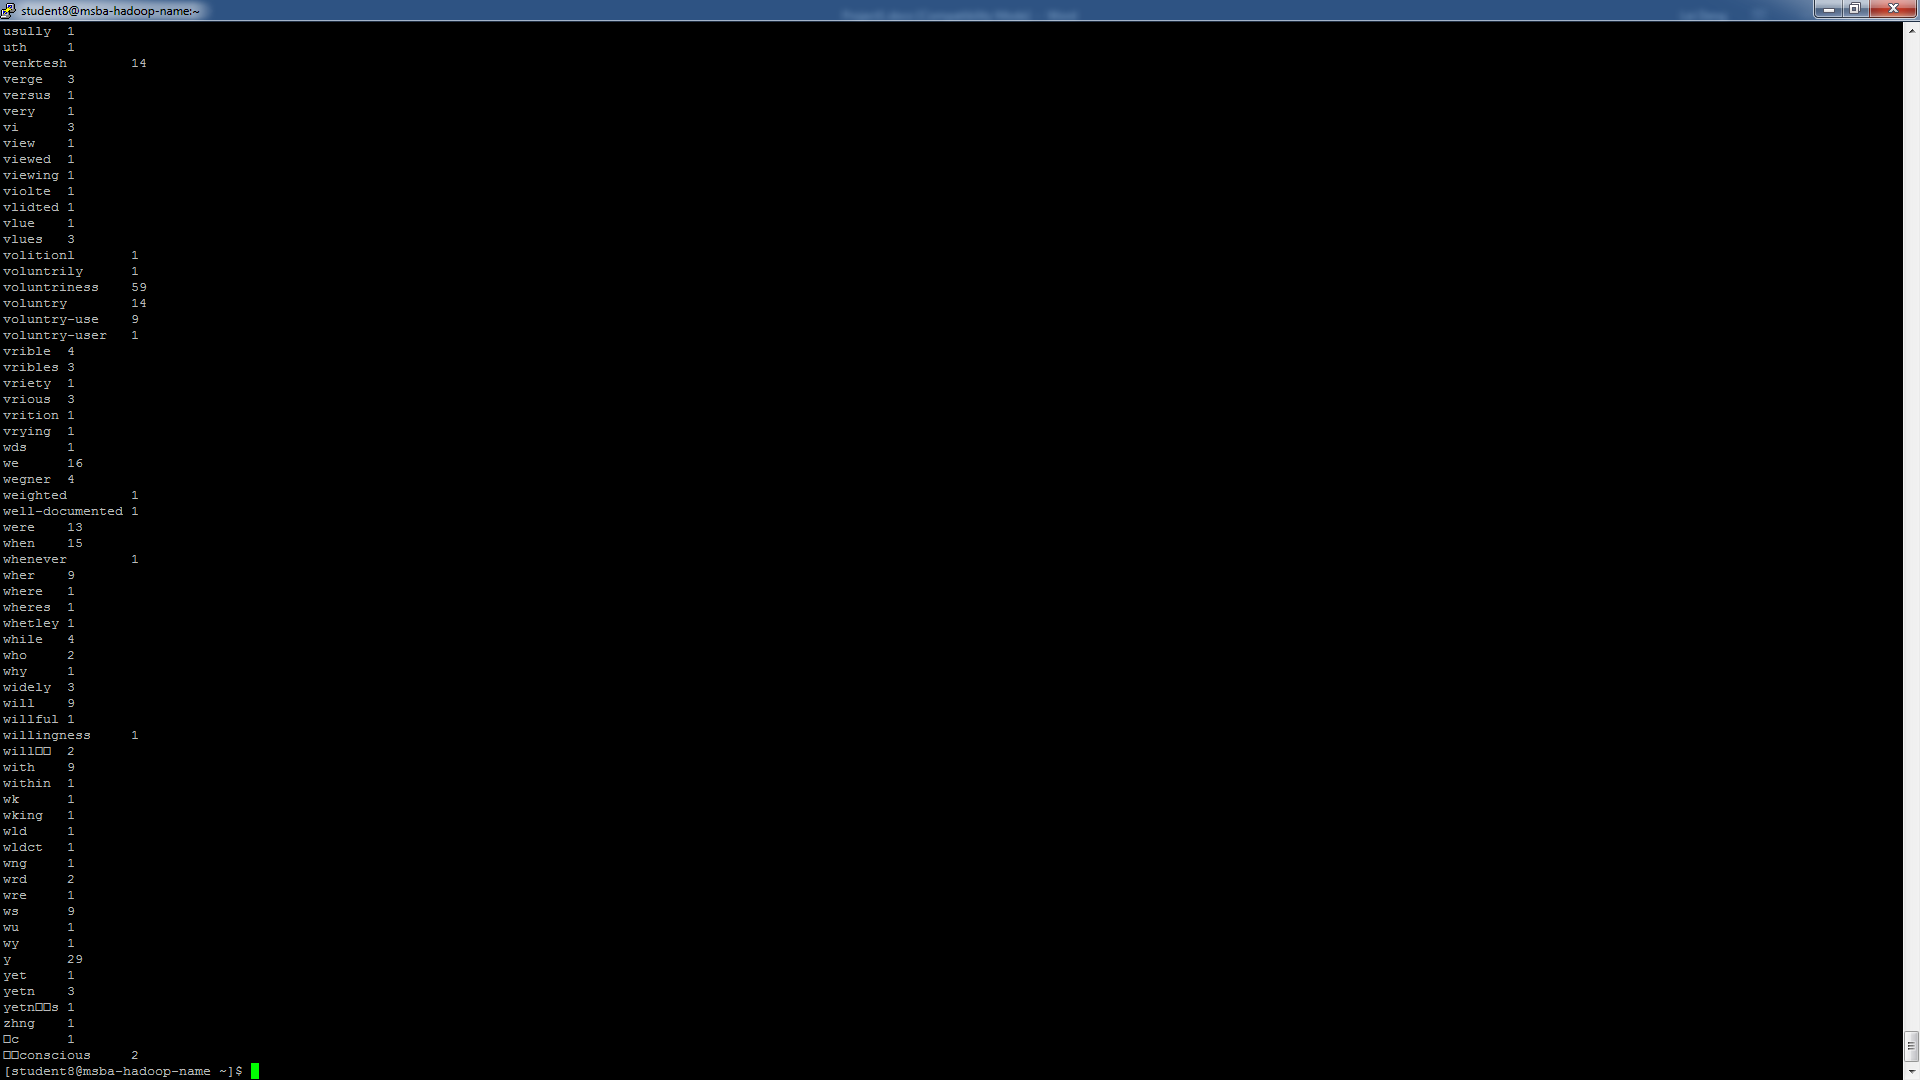 student8@msba-hadoop-name:~
usully 1
uth 1
venktesh 14
verge 3
versus 1
very 1
vi 3
view 1
viewed 1
viewing 1
violte 1
vlidted 1
vlue 1
vlues 3
volitionl 1
voluntrily 1
voluntriness 59
voluntry 14
voluntry-use 9
voluntry-user 1
vrible 4
vribles 3
vriety 1
vrious 3
vrition 1
vrying 1
wds 1
we 16
wegner 4
weighted 1
well-documented 1
were 13
when 15
whenever 1
wher 9
where 1
wheres 1
whetley 1
while 4
who 2
why 1
widely 3
will 9
willful 1
willingness 1
will□□ 2
with 9
within 1
wk 1
wking 1
wld 1
wldct 1
wng 1
wrd 2
wre 1
ws 9
wu 1
wy 1
y 29
yet 1
yetn 3
yetn□□s 1
zhng 1
□c 1
□□conscious 2
[student8@msba-hadoop-name ~]$